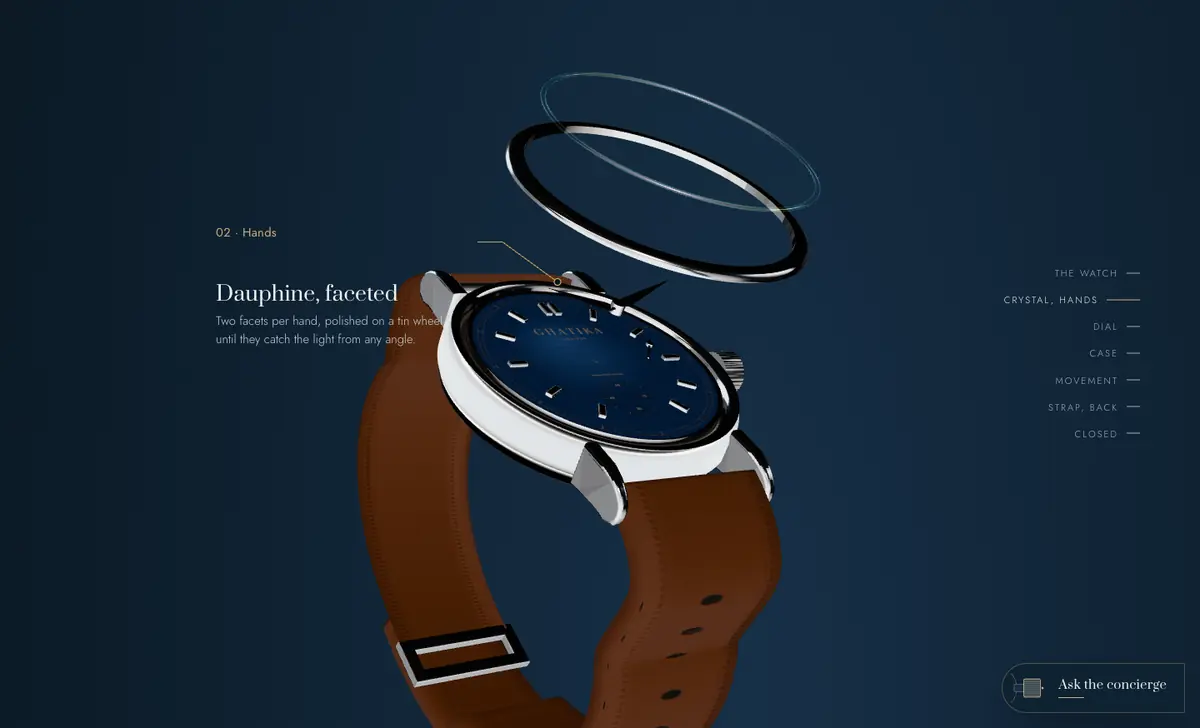 02 · Hands
Dauphine, faceted
Two facets per hand, polished on a tin wheel
until they catch the light from any angle.
GHATIKA
THE WATCH
CRYSTAL, HANDS
DIAL
CASE
MOVEMENT
STRAP, BACK
CLOSED
Ask the concierge